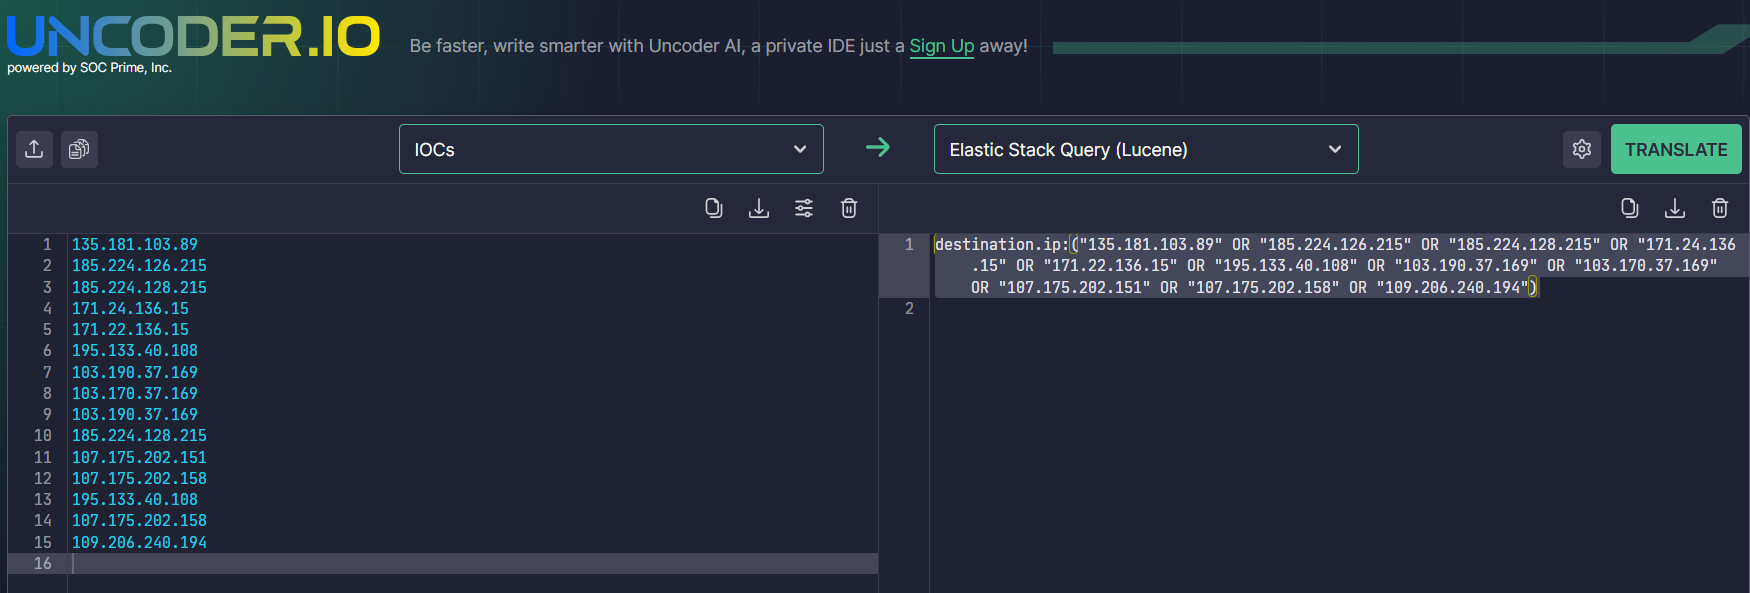 UNCODER.IO
powered by SOC Prime, Inc.
Be faster, write smarter with Uncoder AI, a private IDE just a Sign Up away!
IOCs
Elastic Stack Query (Lucene)
TRANSLATE
1 135.181.103.89
2 185.224.126.215
3 185.224.128.215
4 171.24.136.15
5 171.22.136.15
6 195.133.40.108
7 103.190.37.169
8 103.170.37.169
9 103.190.37.169
10 185.224.128.215
11 107.175.202.151
12 107.175.202.158
13 195.133.40.108
14 107.175.202.158
15 109.206.240.194
16
1 destination.ip:("135.181.103.89" OR "185.224.126.215" OR "185.224.128.215" OR "171.24.136
.15" OR "171.22.136.15" OR "195.133.40.108" OR "103.190.37.169" OR "103.170.37.169"
OR "107.175.202.151" OR "107.175.202.158" OR "109.206.240.194")
2